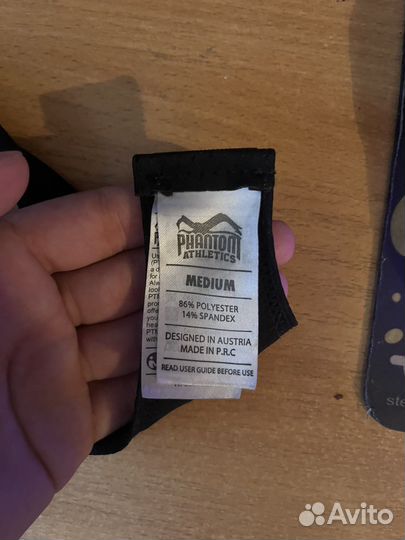 PHANTOM
ATHLETICS
MEDIUM
86% POLYESTER
14% SPANDEX
DESIGNED IN AUSTRIA
MADE IN P.R.C
READ USER GUIDE BEFORE USE
Avito